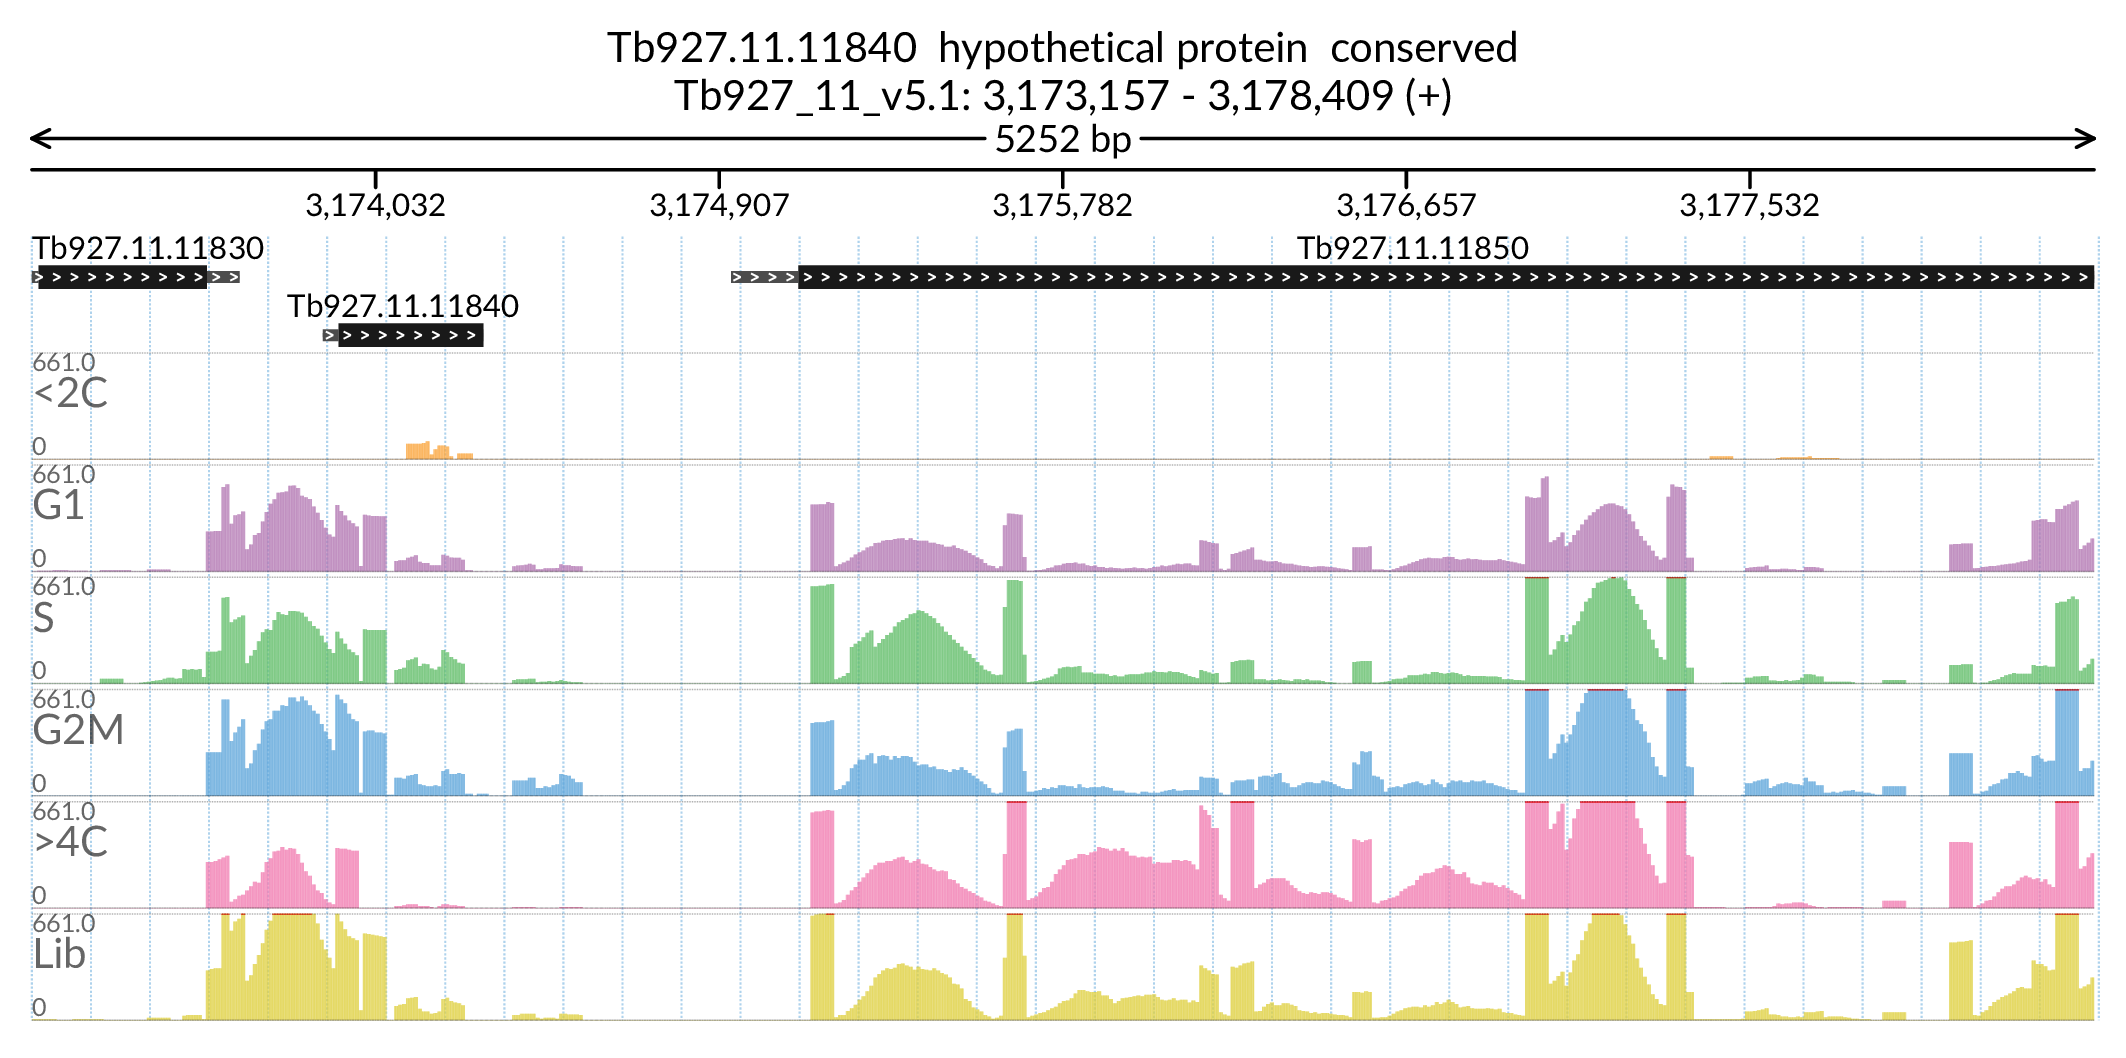 Tb927.11.11840  hypothetical protein  conserved
Tb927_11_v5.1: 3,173,157 - 3,178,409 (+)
5252 bp
3,174,032 3,174,907 3,175,782 3,176,657 3,177,532
Tb927.11.11830 Tb927.11.11850
Tb927.11.11840
661.0
<2C
0
661.0
G1
0
661.0
S
0
661.0
G2M
0
661.0
>4C
0
661.0
Lib
0